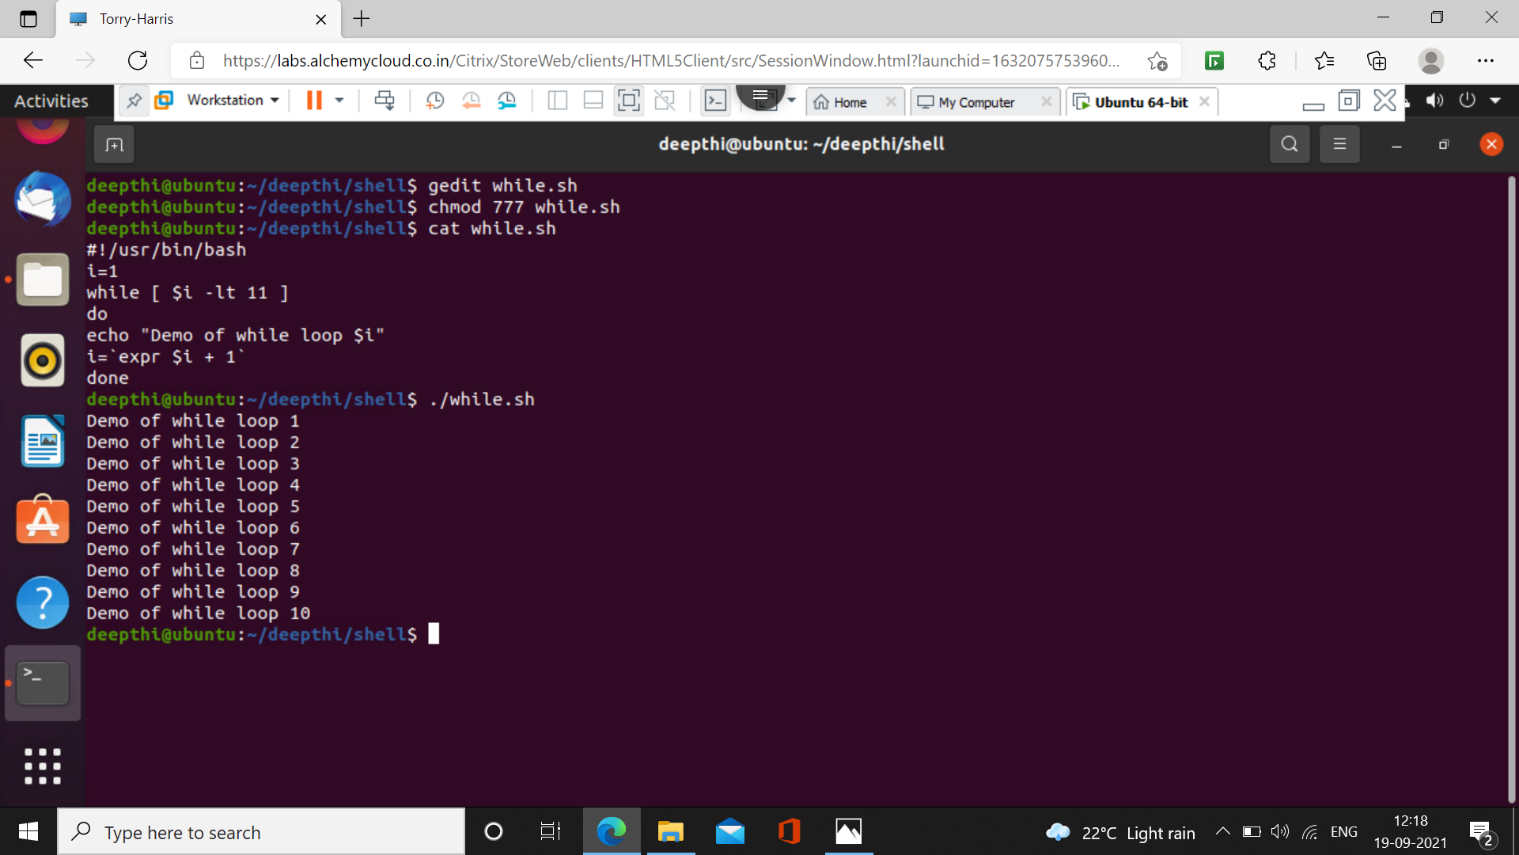 Torry-Harris
https://labs.alchemycloud.co.in/Citrix/StoreWeb/clients/HTML5Client/src/SessionWindow.html?launchid=1632075753960...
Activities
Workstation
Home
My Computer
Ubuntu 64-bit
deepthi@ubuntu: ~/deepthi/shell
deepthi@ubuntu:~/deepthi/shell$ gedit while.sh
deepthi@ubuntu:~/deepthi/shell$ chmod 777 while.sh
deepthi@ubuntu:~/deepthi/shell$ cat while.sh
#!/usr/bin/bash
i=1
while [ $i -lt 11 ]
do
echo "Demo of while loop $i"
i=`expr $i + 1`
done
deepthi@ubuntu:~/deepthi/shell$ ./while.sh
Demo of while loop 1
Demo of while loop 2
Demo of while loop 3
Demo of while loop 4
Demo of while loop 5
Demo of while loop 6
Demo of while loop 7
Demo of while loop 8
Demo of while loop 9
Demo of while loop 10
deepthi@ubuntu:~/deepthi/shell$
Type here to search
22°C Light rain
ENG
12:18
19-09-2021
2